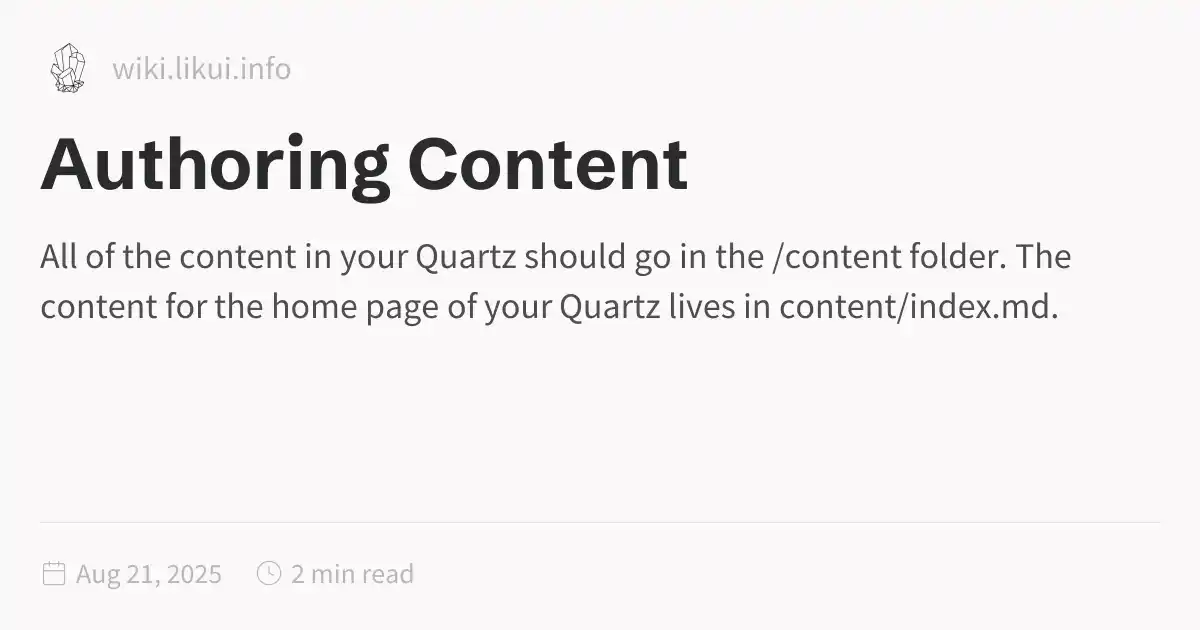 wiki.likui.info
Authoring Content
All of the content in your Quartz should go in the /content folder. The
content for the home page of your Quartz lives in content/index.md.
Aug 21, 2025 2 min read